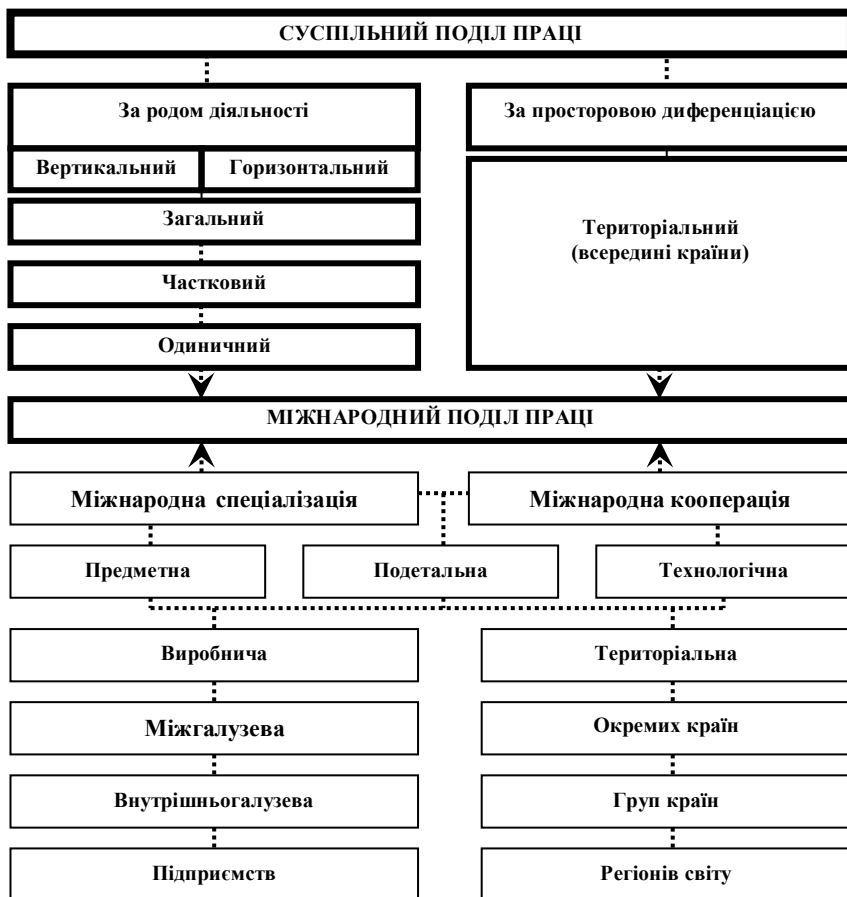 СУСПІЛЬНИЙ ПОДІЛ ПРАЦІ
За родом діяльності
За просторовою диференціацією
Вертикальний
Горизонтальний
Загальний
Територіальний
(всередині країни)
Частковий
Одиничний
МІЖНАРОДНИЙ ПОДІЛ ПРАЦІ
Міжнародна спеціалізація
Міжнародна кооперація
Предметна
Подетальна
Технологічна
Виробнича
Територіальна
Міжгалузева
Окремих країн
Внутрішньогалузева
Груп країн
Підприємств
Регіонів світу